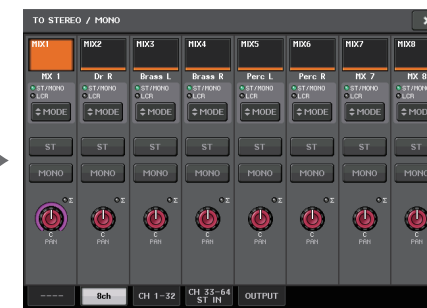 TO STEREO / MONO
MIX1 MIX2 MIX3 MIX4 MIX5 MIX6 MIX7 MIX8
MX 1 Dr R Brass L Brass R Perc L Perc R MX 7 MX 8
ST/MONO ST/MONO ST/MONO ST/MONO ST/MONO ST/MONO ST/MONO ST/MONO
LCR LCR LCR LCR LCR LCR LCR LCR
MODE MODE MODE MODE MODE MODE MODE MOD
ST ST ST ST ST ST ST ST
MONO MONO MONO MONO MONO MONO MONO MONO
Σ Σ Σ Σ Σ Σ Σ
C C C C C C C C
PAN PAN PAN PAN PAN PAN PAN PAN
---- 8ch CH 1-32 CH 33-64 ST IN OUTPUT